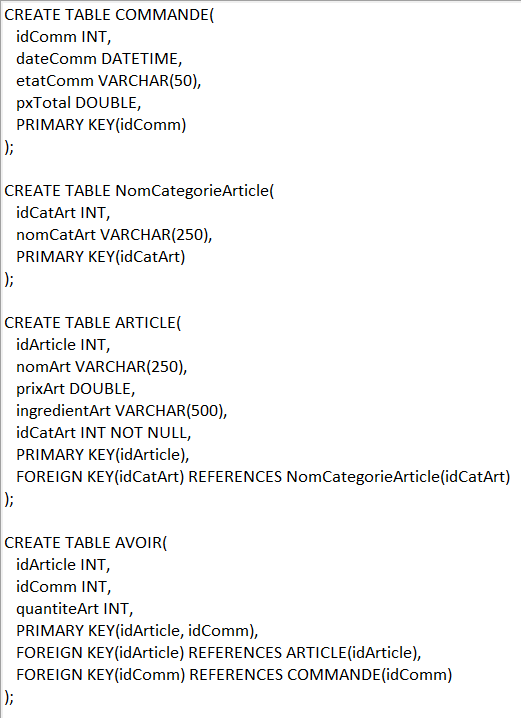 CREATE TABLE COMMANDE(
idComm INT,
dateComm DATETIME,
etatComm VARCHAR(50),
pxTotal DOUBLE,
PRIMARY KEY(idComm)
);
CREATE TABLE NomCategorieArticle(
idCatArt INT,
nomCatArt VARCHAR(250),
PRIMARY KEY(idCatArt)
);
CREATE TABLE ARTICLE(
idArticle INT,
nomArt VARCHAR(250),
prixArt DOUBLE,
ingredientArt VARCHAR(500),
idCatArt INT NOT NULL,
PRIMARY KEY(idArticle),
FOREIGN KEY(idCatArt) REFERENCES NomCategorieArticle(idCatArt)
);
CREATE TABLE AVOIR(
idArticle INT,
idComm INT,
quantiteArt INT,
PRIMARY KEY(idArticle, idComm),
FOREIGN KEY(idArticle) REFERENCES ARTICLE(idArticle),
FOREIGN KEY(idComm) REFERENCES COMMANDE(idComm)
);